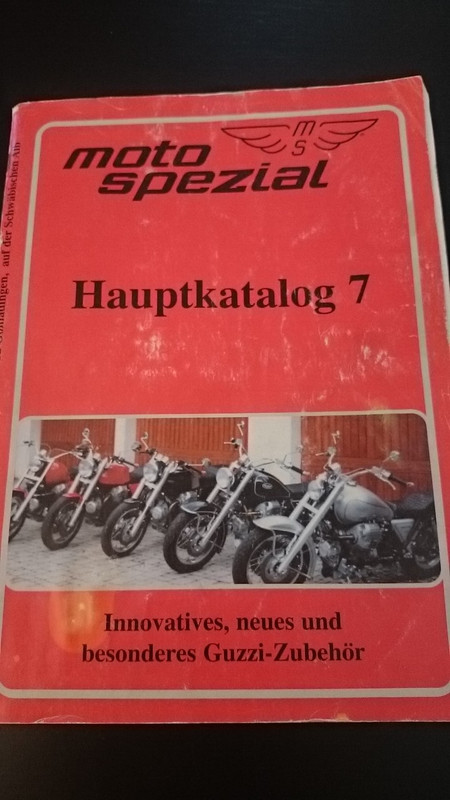 m
s
moto
spezial
Hauptkatalog 7
Innovatives, neues und
besonderes Guzzi-Zubehör
auf der Schwäbischen Alb